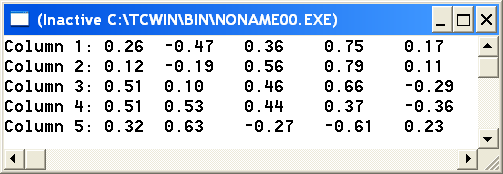 (Inactive C:\TCWIN\BIN\NONAME00.EXE)
Column 1: 0.26 -0.47 0.36 0.75 0.17
Column 2: 0.12 -0.19 0.56 0.79 0.11
Column 3: 0.51 0.10 0.46 0.66 -0.29
Column 4: 0.51 0.53 0.44 0.37 -0.36
Column 5: 0.32 0.63 -0.27 -0.61 0.23